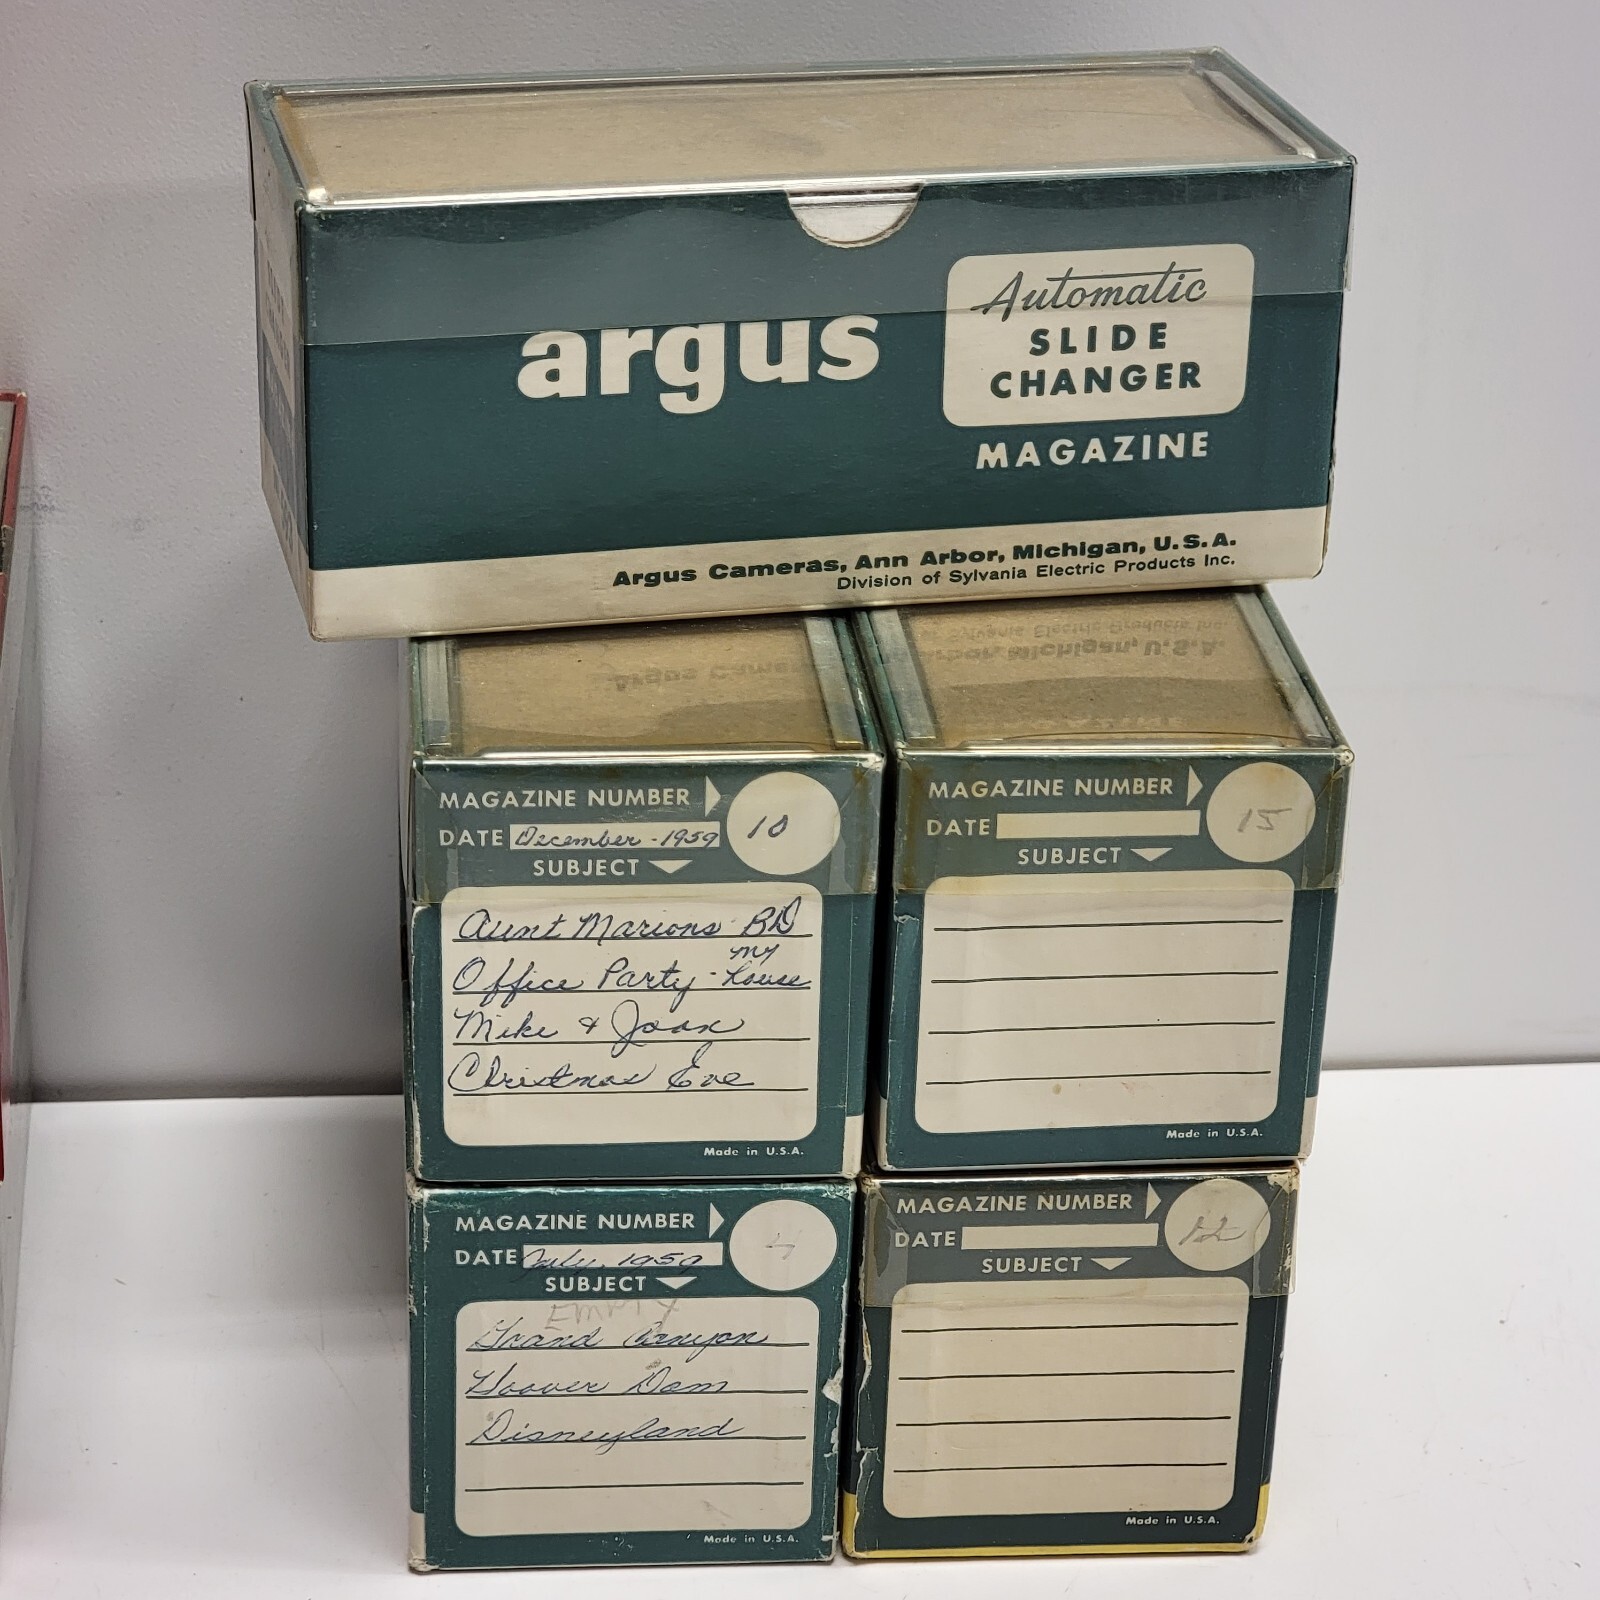 argus
Automatic
SLIDE
CHANGER
MAGAZINE
Argus Cameras, Ann Arbor, Michigan, U.S.A.
Division of Sylvania Electric Products Inc.
MAGAZINE NUMBER
10
DATE December - 1959
SUBJECT
Aunt Marions BD
Office Party - my house
Mike & Joan
Christmas Eve
Made in U.S.A.
MAGAZINE NUMBER
15
DATE
SUBJECT
Made in U.S.A.
MAGAZINE NUMBER
DATE July, 1959
SUBJECT
EMPTY
Grand Canyon
Hoover Dam
Disneyland
Made in U.S.A.
MAGAZINE NUMBER
12
DATE
SUBJECT
Made in U.S.A.